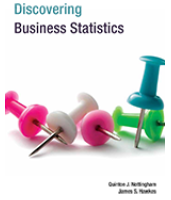 Discovering
Business Statistics
Quinton J. Nottingham
James S. Hawkes